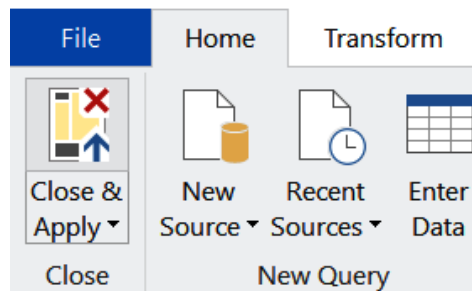 File Home Transform
Close & New Recent Enter
Apply Source Sources Data
Close New Query